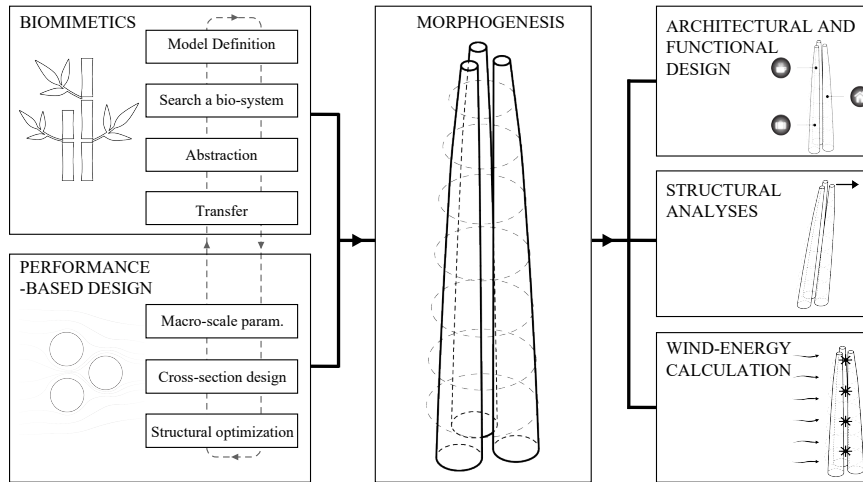 BIOMIMETICS
Model Definition
Search a bio-system
Abstraction
Transfer
PERFORMANCE
-BASED DESIGN
Macro-scale param.
Cross-section design
Structural optimization
MORPHOGENESIS
ARCHITECTURAL AND
FUNCTIONAL
DESIGN
STRUCTURAL
ANALYSES
WIND-ENERGY
CALCULATION